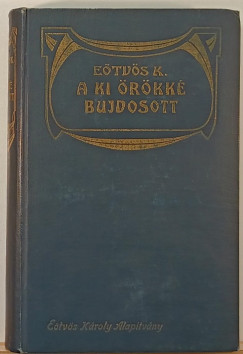 EÖTVÖS K.
A KI ÖRÖKKÉ
BUJDOSOTT
Eötvös Károly Alapítvány